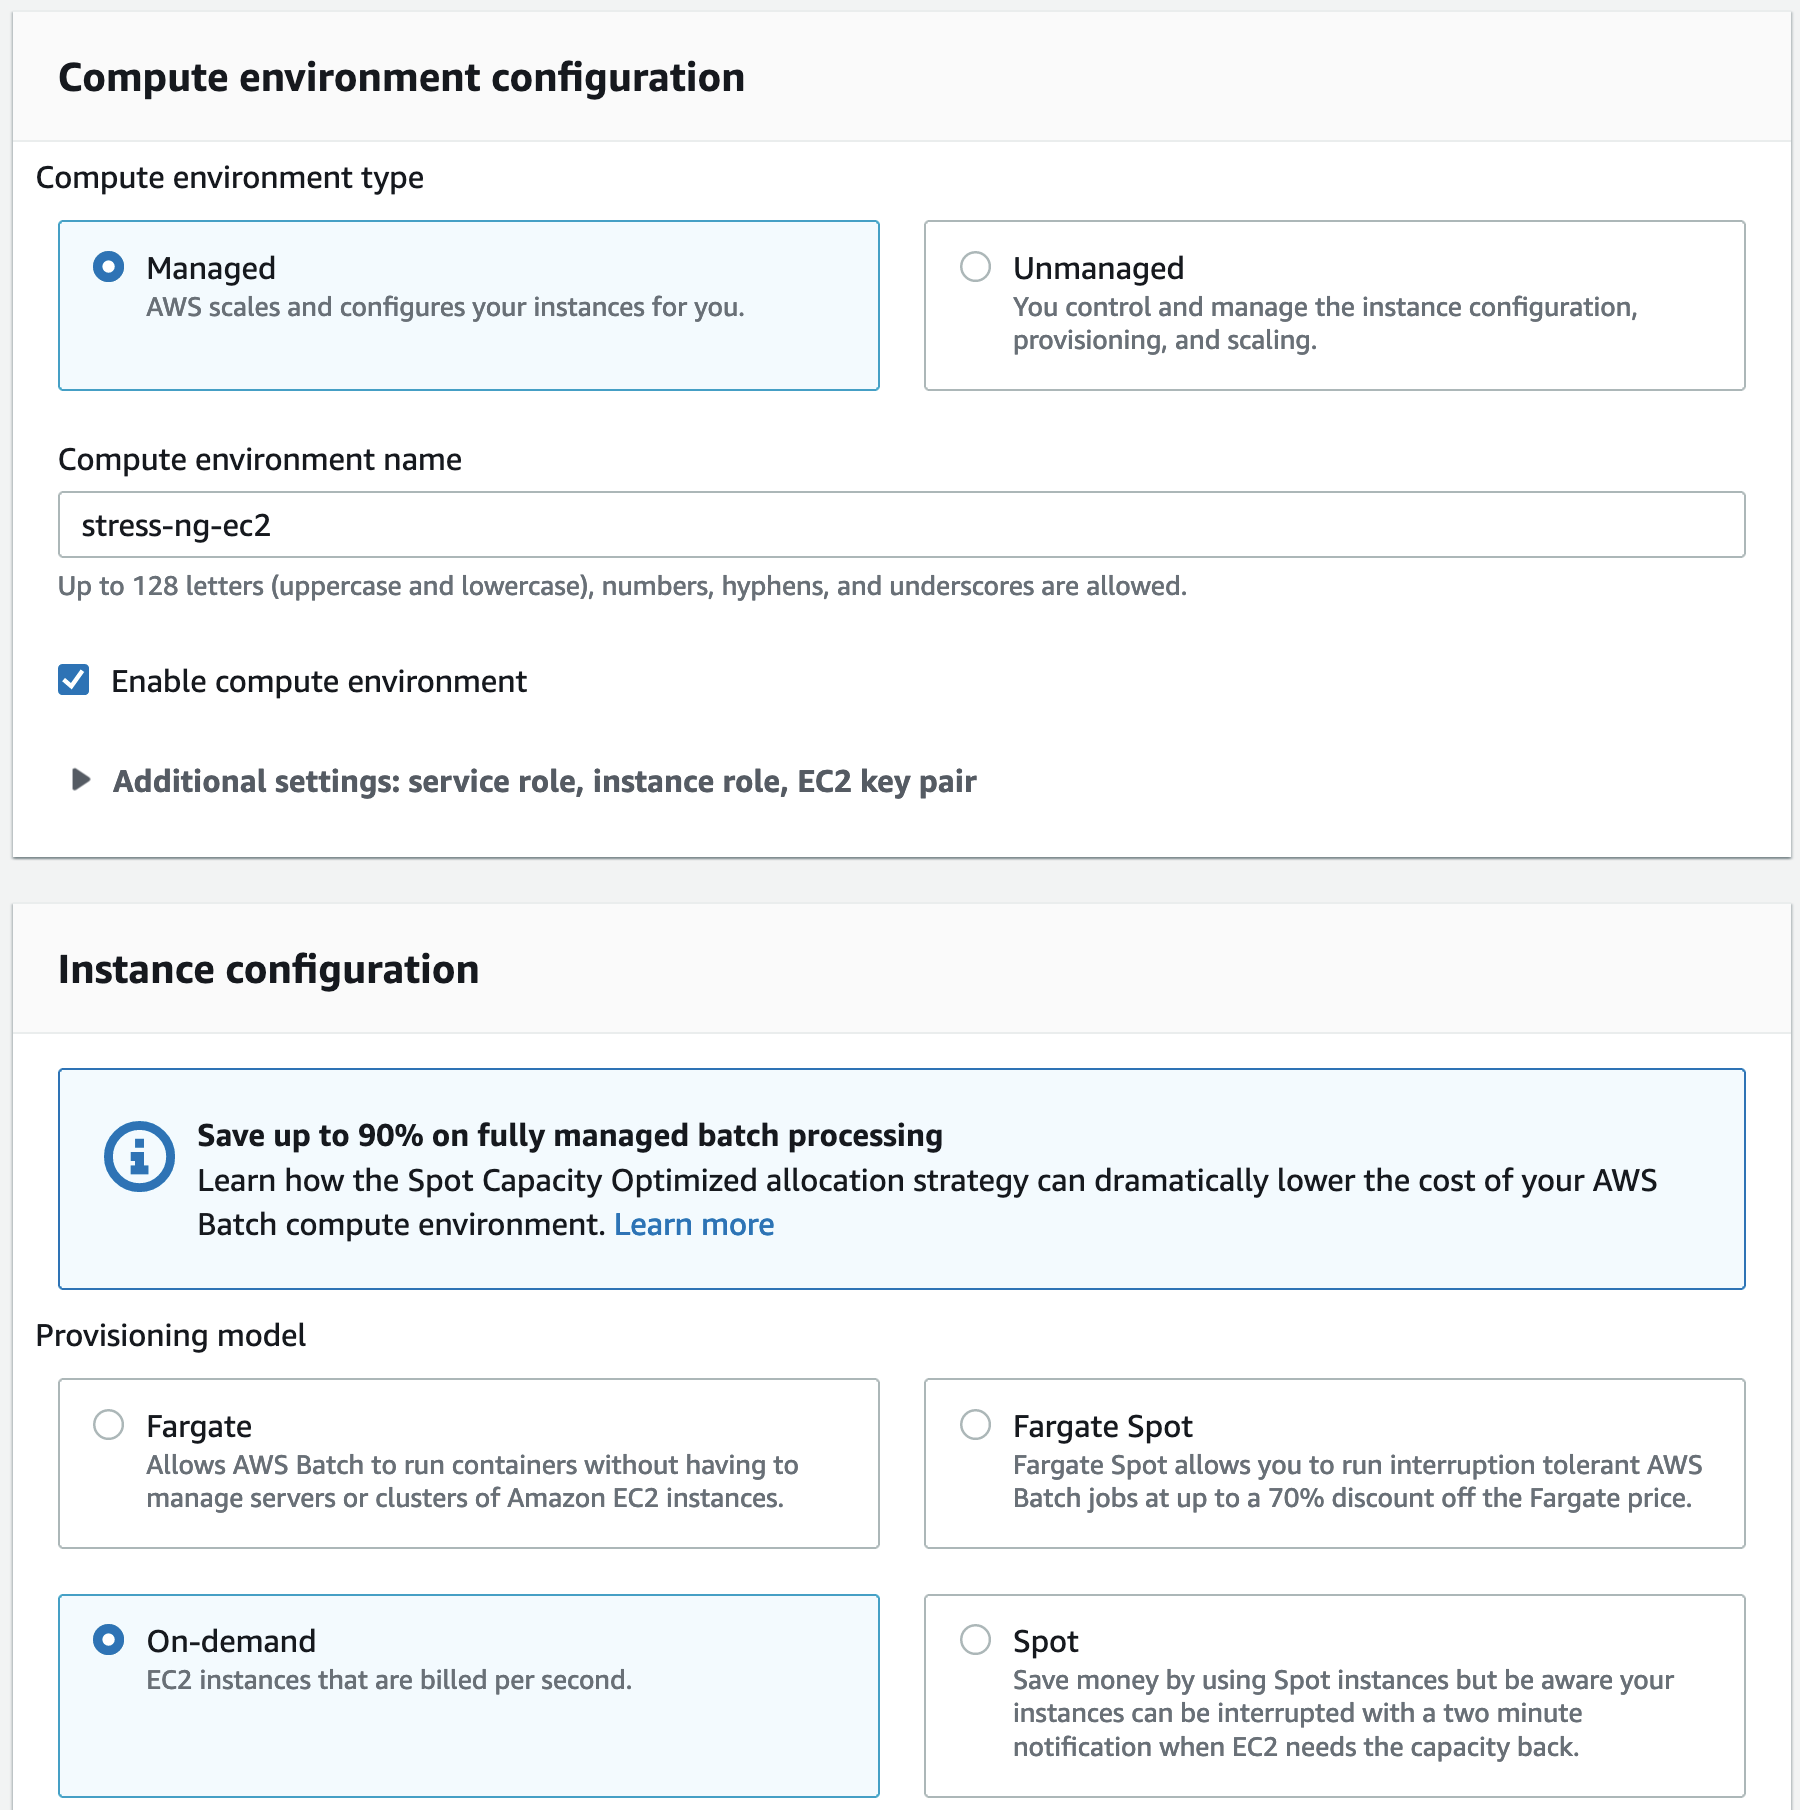 Compute environment configuration
Compute environment type
Managed
AWS scales and configures your instances for you.
Unmanaged
You control and manage the instance configuration,
provisioning, and scaling.
Compute environment name
stress-ng-ec2
Up to 128 letters (uppercase and lowercase), numbers, hyphens, and underscores are allowed.
Enable compute environment
Additional settings: service role, instance role, EC2 key pair
Instance configuration
Save up to 90% on fully managed batch processing
Learn how the Spot Capacity Optimized allocation strategy can dramatically lower the cost of your AWS
Batch compute environment. Learn more
Provisioning model
Fargate
Allows AWS Batch to run containers without having to
manage servers or clusters of Amazon EC2 instances.
Fargate Spot
Fargate Spot allows you to run interruption tolerant AWS
Batch jobs at up to a 70% discount off the Fargate price.
On-demand
EC2 instances that are billed per second.
Spot
Save money by using Spot instances but be aware your
instances can be interrupted with a two minute
notification when EC2 needs the capacity back.